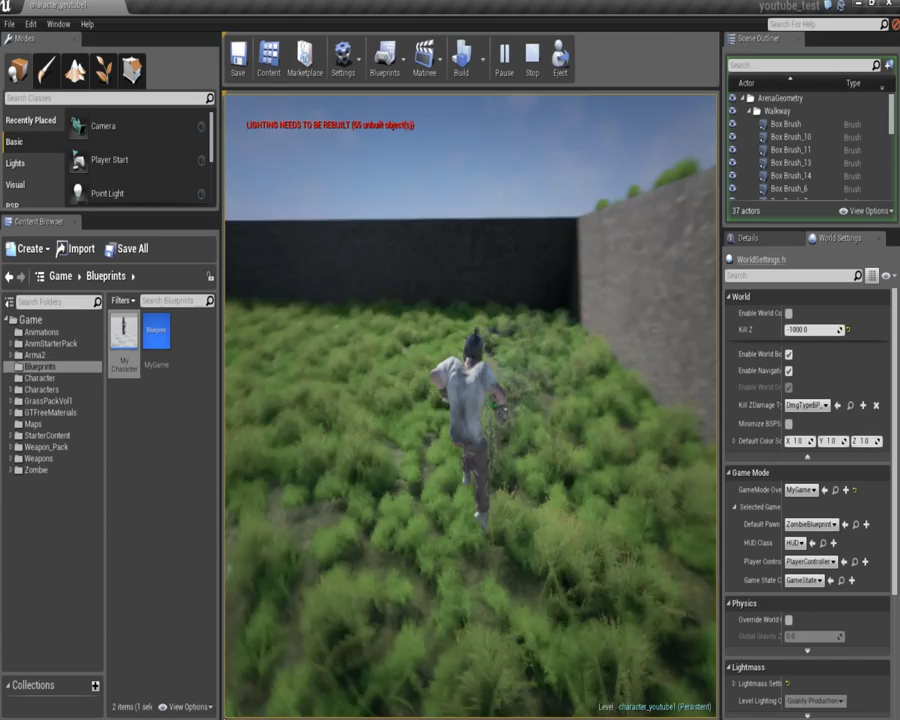 character_youtube1
youtube_test
File Edit Window Help
Search For Help
Modes
Search Classes
Recently Placed
Basic
Lights
Visual
BSP
Camera
Player Start
Point Light
Save Content Marketplace Settings Blueprints Matinee Build Pause Stop Eject
LIGHTING NEEDS TO BE REBUILT (66 unbuilt object(s))
Scene Outliner
Search...
Actor Type
ArenaGeometry
Walkway
Box Brush Brush
Box Brush_10 Brush
Box Brush_11 Brush
Box Brush_13 Brush
Box Brush_14 Brush
Box Brush_6 Brush
37 actors View Options
Content Browser
Create Import Save All
Game Blueprints
Search Folders
Filters Search Blueprints
Game
Animations
AnimStarterPack
Arma2
Blueprints
Character
Characters
GrassPackVol1
GTFreeMaterials
Maps
StarterContent
Weapon_Pack
Weapons
Zombie
My Character
Blueprint
MyGame
Collections
2 items (1 sele View Options
Level: character_youtube1 (Persistent)
Details World Settings
WorldSettings.h
Search
World
Enable World Co
Kill Z -1000.0
Enable World Bo
Enable Navigati
Enable World Or
Kill ZDamage T DmgTypeBP_
Minimize BSPS
Default Color Sc X 1.0 Y 1.0 Z 1.0
Game Mode
GameMode Ove MyGame
Selected Game
Default Pawn ZombieBlueprint
HUD Class HUD
Player Contro PlayerController
Game State C GameState
Physics
Override World
Global Gravity Z 0.0
Lightmass
Lightmass Setti
Level Lighting Q Quality Production